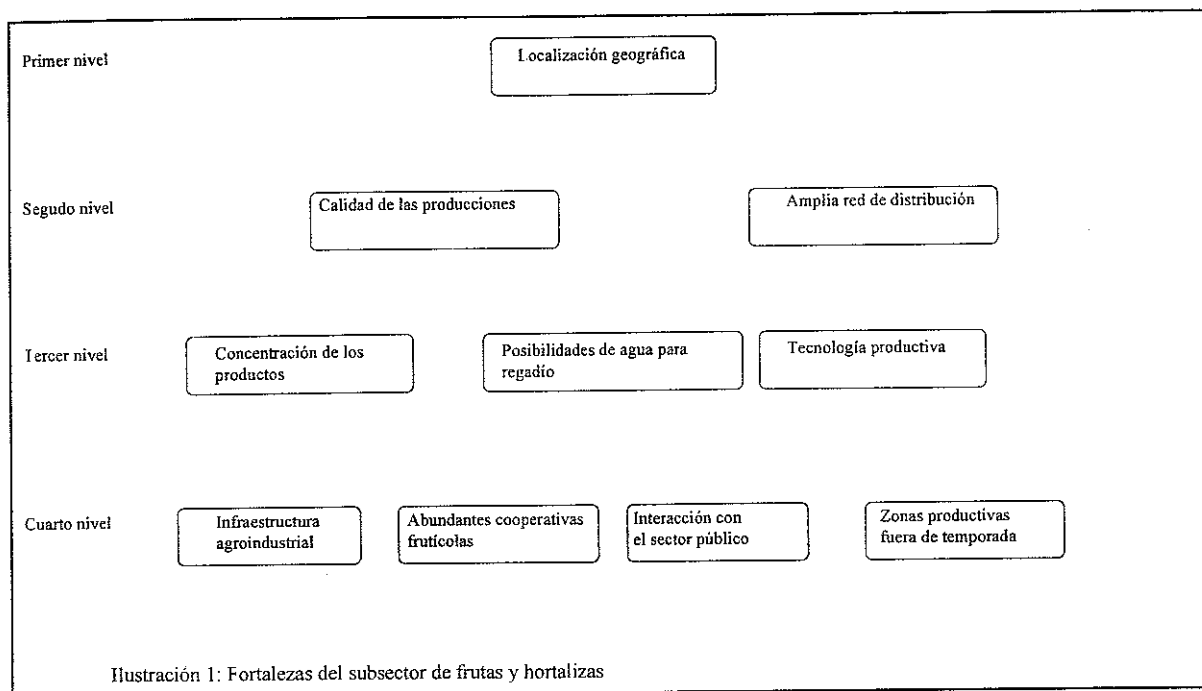 Primer nivel
Localización geográfica
Segudo nivel
Calidad de las producciones
Amplia red de distribución
Tercer nivel
Concentración de los
productos
Posibilidades de agua para
regadío
Tecnología productiva
Cuarto nivel
Infraestructura
agroindustrial
Abundantes cooperativas
frutícolas
Interacción con
el sector público
Zonas productivas
fuera de temporada
Ilustración 1: Fortalezas del subsector de frutas y hortalizas